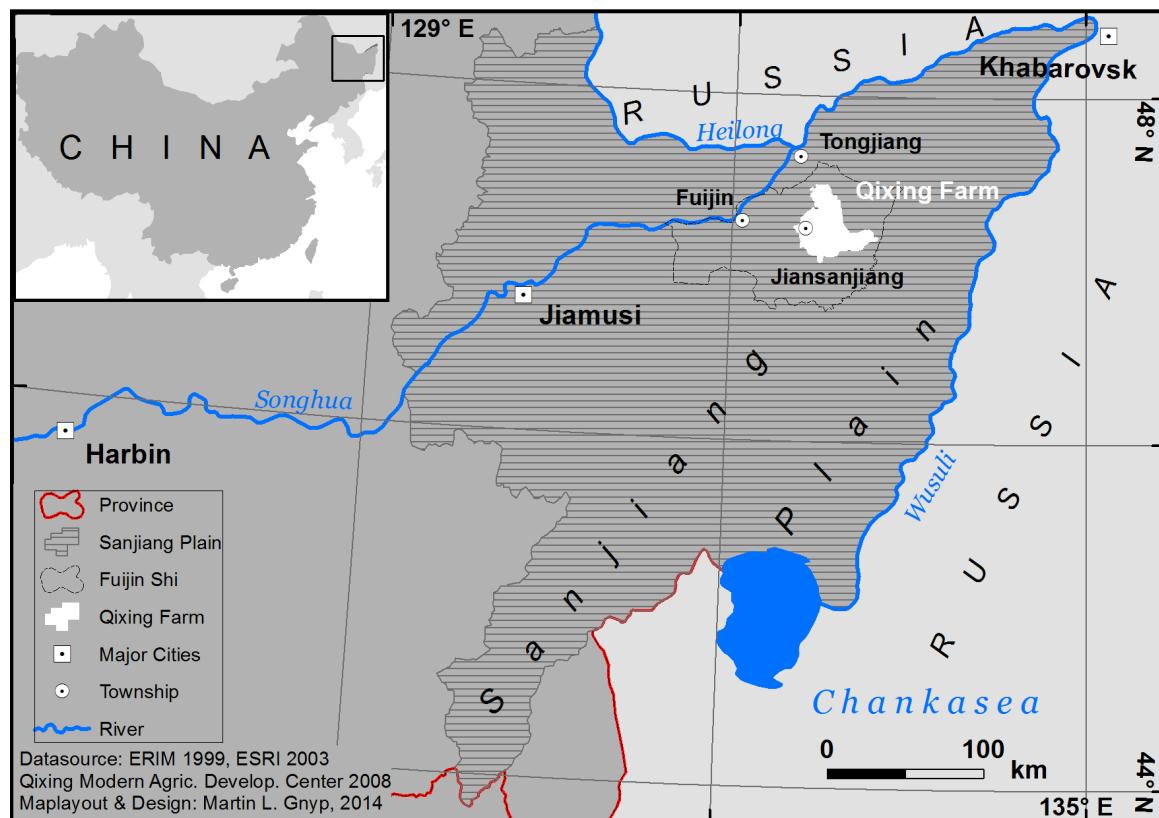 CHINA
129° E
RUSSIA
Khabarovsk
48° N
Heilong
Tongjiang
Fuijin
Qixing Farm
Jiansanjiang
Jiamusi
Songhua
Harbin
Sanjiang Plain
Wusuli
RUSSIA
Chankasea
Province
Sanjiang Plain
Fuijin Shi
Qixing Farm
Major Cities
Township
River
0 100
km
44° N
135° E
Datasource: ERIM 1999, ESRI 2003
Qixing Modern Agric. Develop. Center 2008
Maplayout & Design: Martin L. Gnyp, 2014